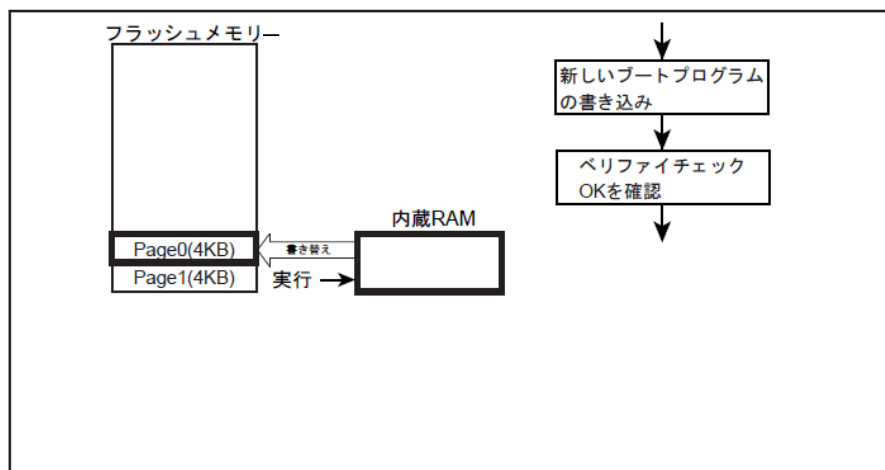 フラッシュメモリー
Page0(4KB)
Page1(4KB)
書き替え
実行
内蔵RAM
新しいブートプログラム
の書き込み
ベリファイチェック
OKを確認